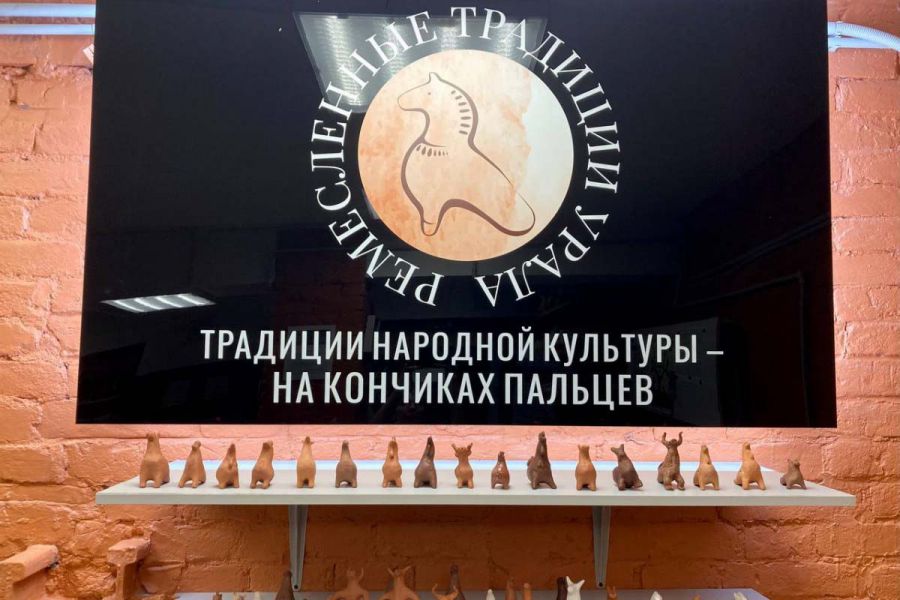 РЕМЕСЛЕННЫЕ ТРАДИЦИИ УРАЛА
ТРАДИЦИИ НАРОДНОЙ КУЛЬТУРЫ –
НА КОНЧИКАХ ПАЛЬЦЕВ